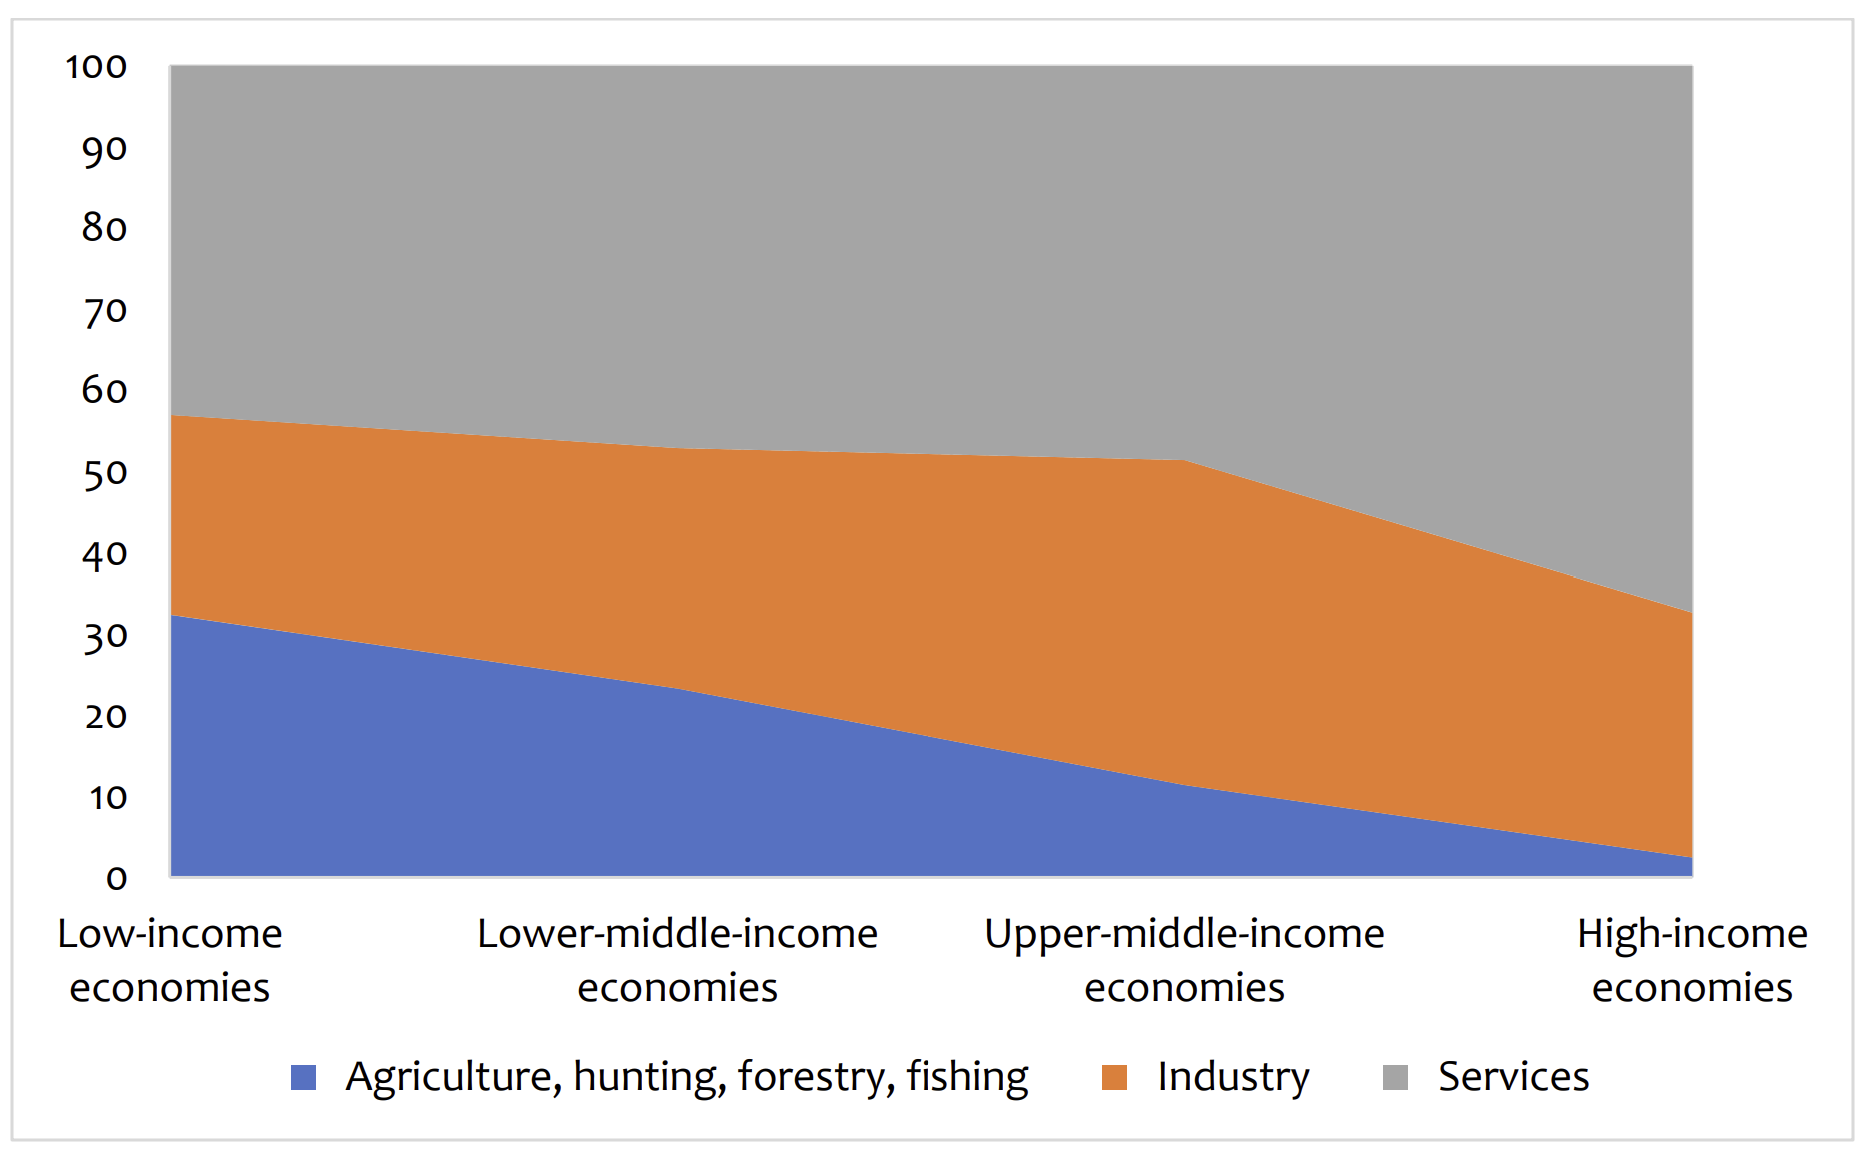 100
90
80
70
60
50
40
30
20
10
0
Low-income
economies
Lower-middle-income
economies
Upper-middle-income
economies
High-income
economies
Agriculture, hunting, forestry, fishing
Industry
Services